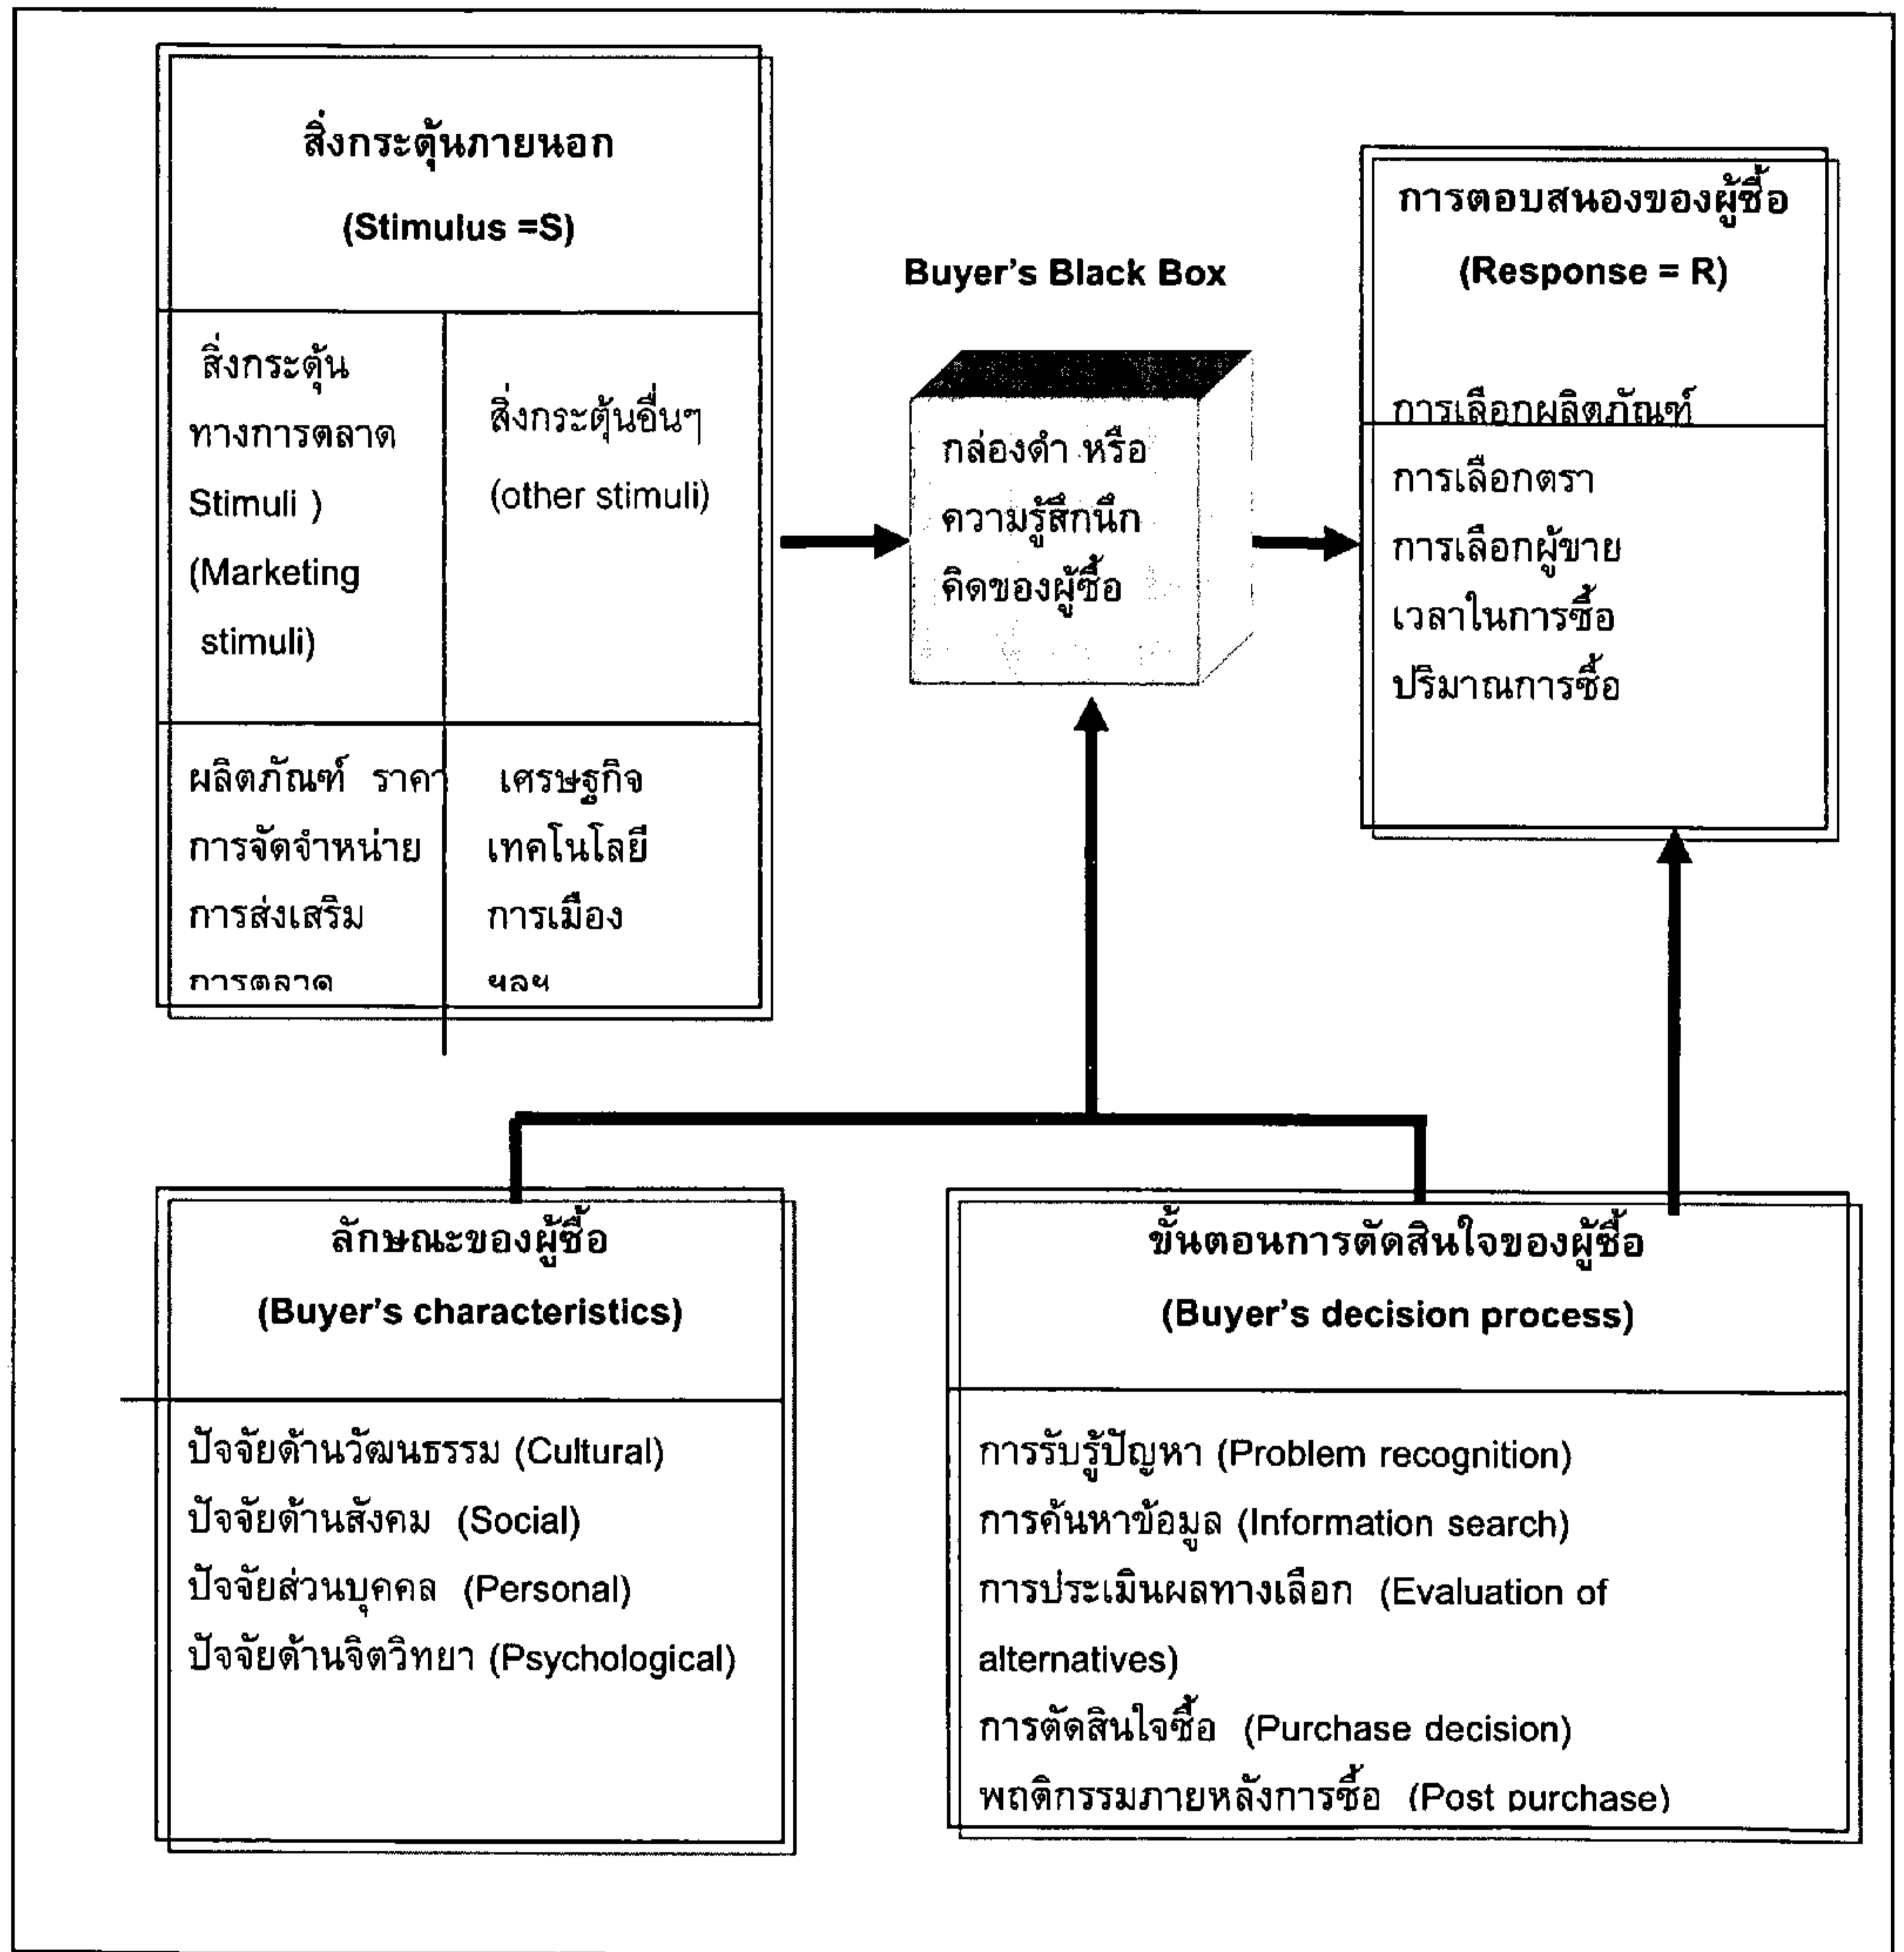 สิ่งกระตุ้นภายนอก
(Stimulus =S)
สิ่งกระตุ้น
ทางการตลาด
Stimuli )
(Marketing
stimuli)
สิ่งกระตุ้นอื่นๆ
(other stimuli)
ผลิตภัณฑ์ ราคา
การจัดจำหน่าย
การส่งเสริม
การตลาด
เศรษฐกิจ
เทคโนโลยี
การเมือง
ฯลฯ
Buyer's Black Box
กล่องดำ หรือ
ความรู้สึกนึก
คิดของผู้ซื้อ
การตอบสนองของผู้ซื้อ
(Response = R)
การเลือกผลิตภัณฑ์
การเลือกตรา
การเลือกผู้ขาย
เวลาในการซื้อ
ปริมาณการซื้อ
ลักษณะของผู้ซื้อ
(Buyer's characteristics)
ปัจจัยด้านวัฒนธรรม (Cultural)
ปัจจัยด้านสังคม (Social)
ปัจจัยส่วนบุคคล (Personal)
ปัจจัยด้านจิตวิทยา (Psychological)
ขั้นตอนการตัดสินใจของผู้ซื้อ
(Buyer's decision process)
การรับรู้ปัญหา (Problem recognition)
การค้นหาข้อมูล (Information search)
การประเมินผลทางเลือก (Evaluation of
alternatives)
การตัดสินใจซื้อ (Purchase decision)
พฤติกรรมภายหลังการซื้อ (Post purchase)